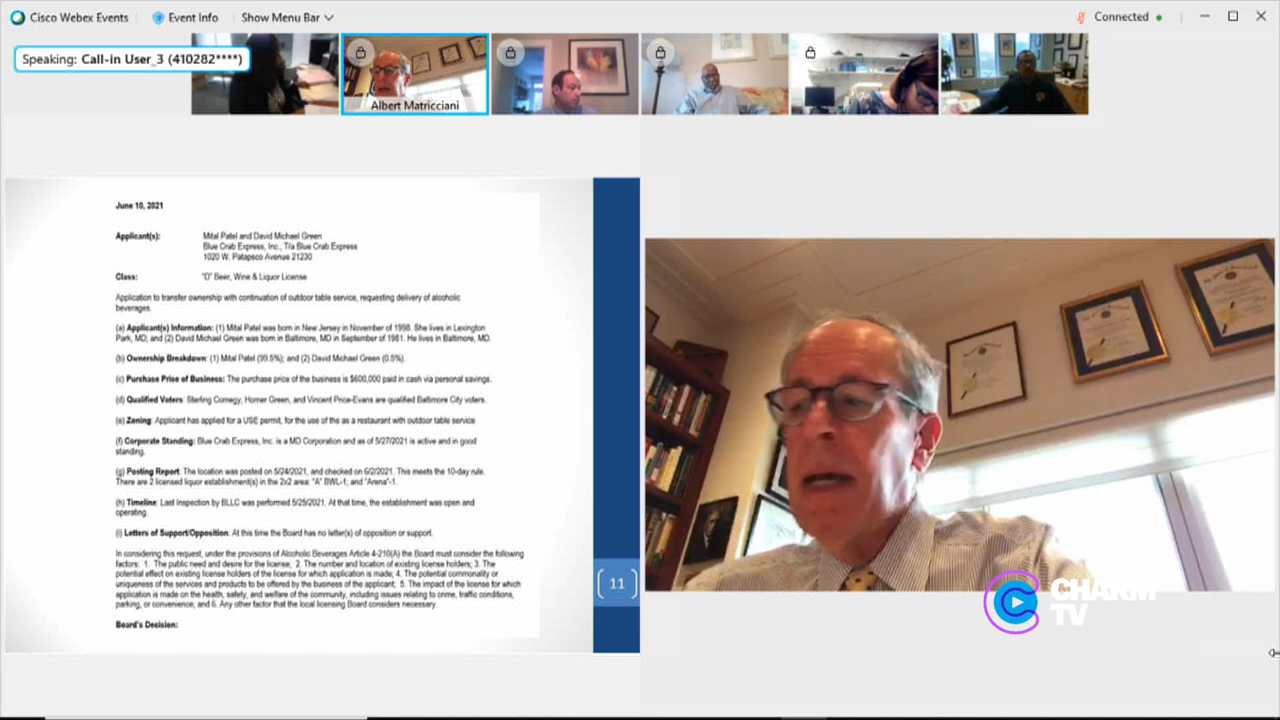 Cisco Webex Events
Event Info
Show Menu Bar
Connected
Speaking: Call-in User_3 (410282****)
Albert Matricciani
June 10, 2021
Applicant(s): Mital Patel and David Michael Green
Blue Crab Express, Inc., T/a Blue Crab Express
1020 W. Patapsco Avenue 21230
Class: "D" Beer, Wine & Liquor License
Application to transfer ownership with continuation of outdoor table service, requesting delivery of alcoholic
beverages.
(a) Applicant(s) Information: (1) Mital Patel was born in New Jersey in November of 1998. She lives in Lexington
Park, MD; and (2) David Michael Green was born in Baltimore, MD in September of 1981. He lives in Baltimore, MD.
(b) Ownership Breakdown: (1) Mital Patel (99.5%); and (2) David Michael Green (0.5%).
(c) Purchase Price of Business: The purchase price of the business is $600,000 paid in cash via personal savings.
(d) Qualified Voters: Sterling Comegy, Homer Green, and Vincent Price-Evans are qualified Baltimore City voters.
(e) Zoning: Applicant has applied for a USE permit, for the use of the as a restaurant with outdoor table service
(f) Corporate Standing: Blue Crab Express, Inc. is a MD Corporation and as of 5/27/2021 is active and in good
standing.
(g) Posting Report: The location was posted on 5/24/2021, and checked on 6/2/2021. This meets the 10-day rule.
There are 2 licensed liquor establishment(s) in the 2x2 area: "A" BWL-1; and "Arena"-1.
(h) Timeline: Last Inspection by BLLC was performed 5/25/2021. At that time, the establishment was open and
operating.
(i) Letters of Support/Opposition: At this time the Board has no letter(s) of opposition or support.
In considering this request, under the provisions of Alcoholic Beverages Article 4-210(A) the Board must consider the following
factors: 1. The public need and desire for the license; 2. The number and location of existing license holders; 3. The
potential effect on existing license holders of the license for which application is made; 4. The potential commonality or
uniqueness of the services and products to be offered by the business of the applicant; 5. The impact of the license for which
application is made on the health, safety, and welfare of the community, including issues relating to crime, traffic conditions,
parking, or convenience; and 6. Any other factor that the local licensing Board considers necessary.
Board's Decision:
11
CHARM
TV